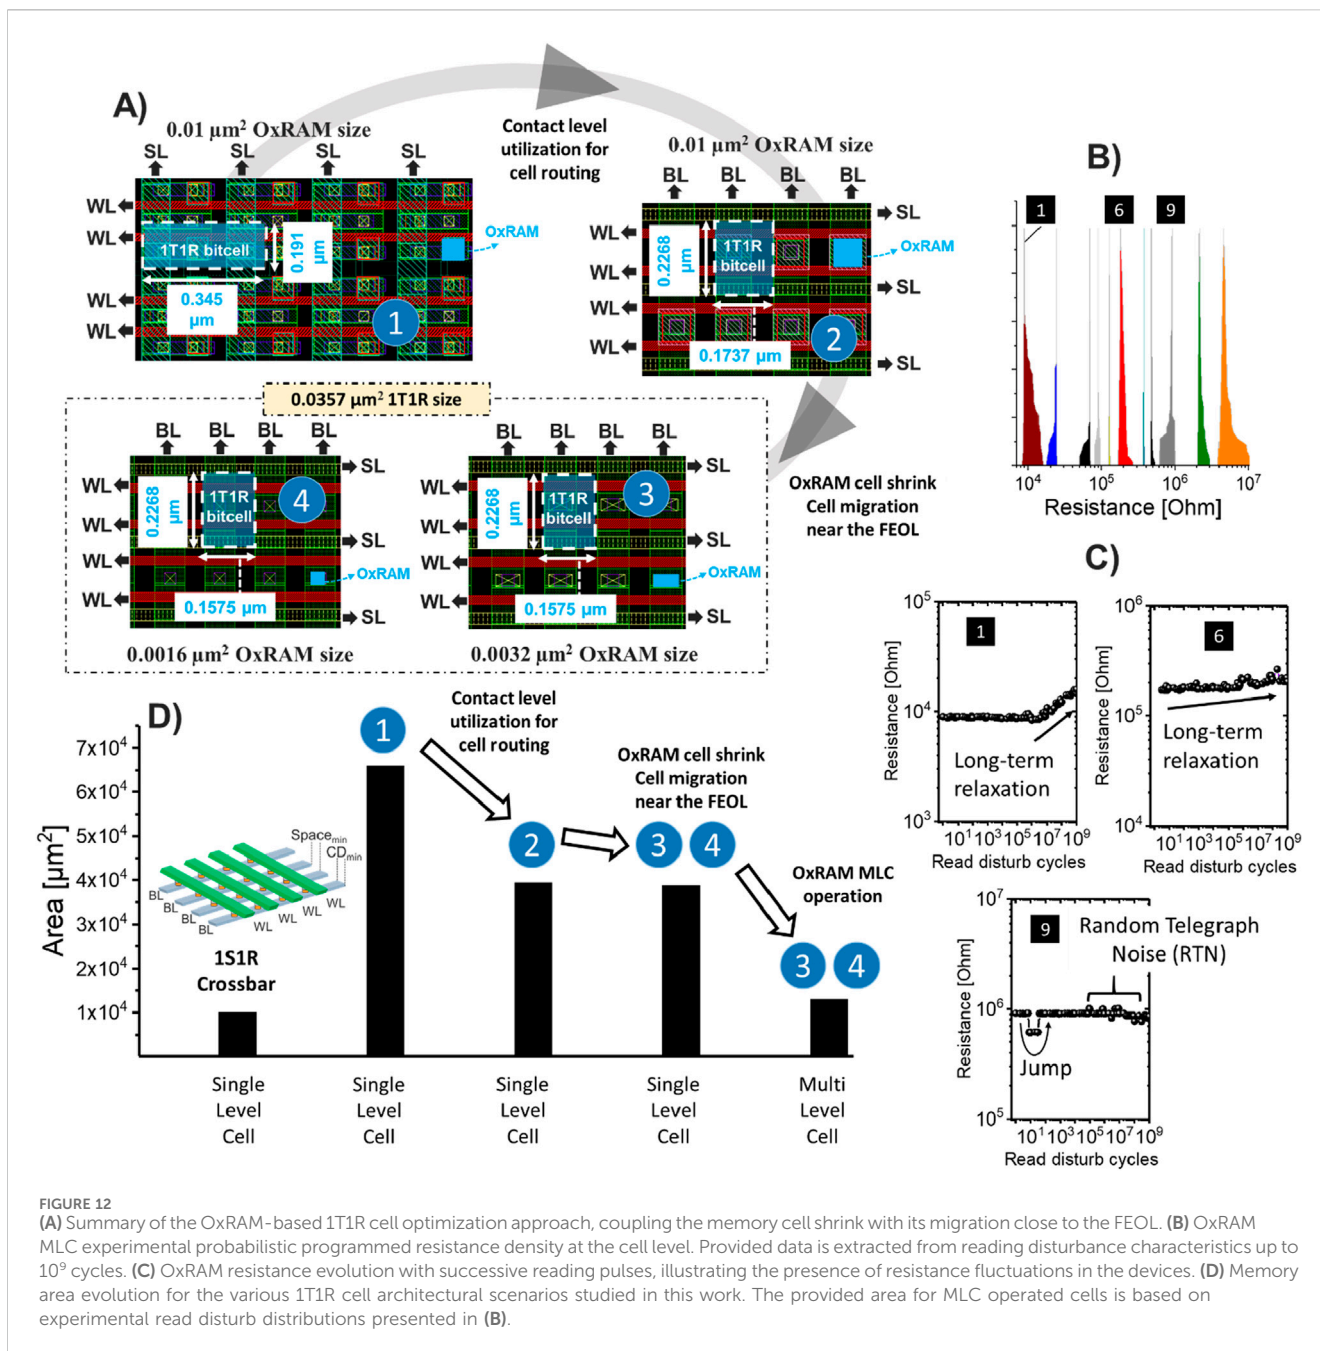 A)
0.01 µm² OxRAM size
SL SL SL SL
WL
WL
WL
WL
1T1R bitcell
0.191 µm
0.345 µm
OxRAM
1
Contact level
utilization for
cell routing
0.01 µm² OxRAM size
BL BL BL BL
WL
WL
WL
WL
SL
SL
SL
0.2268 µm
1T1R
bitcell
OxRAM
0.1737 µm
2
OxRAM cell shrink
Cell migration
near the FEOL
0.0357 µm² 1T1R size
BL BL BL BL
WL
WL
WL
WL
SL
SL
SL
0.2268 µm
1T1R
bitcell
4
OxRAM
0.1575 µm
0.0016 µm² OxRAM size
BL BL BL BL
WL
WL
WL
WL
SL
SL
SL
0.2268 µm
1T1R
bitcell
3
OxRAM
0.1575 µm
0.0032 µm² OxRAM size
B)
1 6 9
10⁴ 10⁵ 10⁶ 10⁷
Resistance [Ohm]
C)
Resistance [Ohm]
10⁵
10⁴
10³
1
Long-term
relaxation
10¹ 10³ 10⁵ 10⁷ 10⁹
Read disturb cycles
Resistance [Ohm]
10⁶
10⁵
10⁴
6
Long-term
relaxation
10¹ 10³ 10⁵ 10⁷ 10⁹
Read disturb cycles
Resistance [Ohm]
10⁷
10⁶
10⁵
9
Random Telegraph
Noise (RTN)
Jump
10¹ 10³ 10⁵ 10⁷ 10⁹
Read disturb cycles
D)
Area [µm²]
7x10⁴
6x10⁴
5x10⁴
4x10⁴
3x10⁴
2x10⁴
1x10⁴
Space min
CD min
BL BL BL BL
WL WL WL WL
1S1R
Crossbar
1
Contact level
utilization for
cell routing
2
OxRAM cell shrink
Cell migration
near the FEOL
3 4
OxRAM MLC
operation
3 4
Single
Level
Cell
Single
Level
Cell
Single
Level
Cell
Single
Level
Cell
Multi
Level
Cell
FIGURE 12
(A) Summary of the OxRAM-based 1T1R cell optimization approach, coupling the memory cell shrink with its migration close to the FEOL. (B) OxRAM
MLC experimental probabilistic programmed resistance density at the cell level. Provided data is extracted from reading disturbance characteristics up to
10⁹ cycles. (C) OxRAM resistance evolution with successive reading pulses, illustrating the presence of resistance fluctuations in the devices. (D) Memory
area evolution for the various 1T1R cell architectural scenarios studied in this work. The provided area for MLC operated cells is based on
experimental read disturb distributions presented in (B).